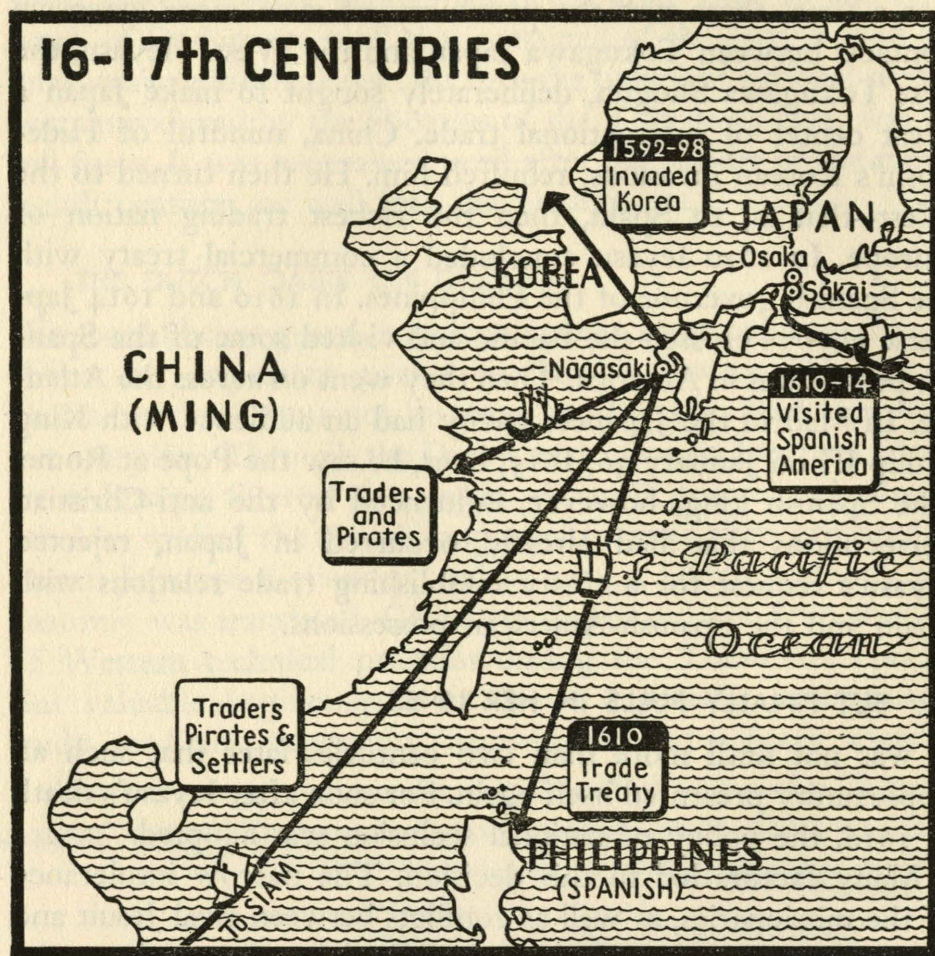 16-17th CENTURIES
1592-98
Invaded
Korea
JAPAN
KOREA
Osaka
Sakai
CHINA
(MING)
Nagasaki
1610-14
Visited
Spanish
America
Traders
and
Pirates
Pacific
Ocean
Traders
Pirates &
Settlers
1610
Trade
Treaty
PHILIPPINES
(SPANISH)
To SIAM